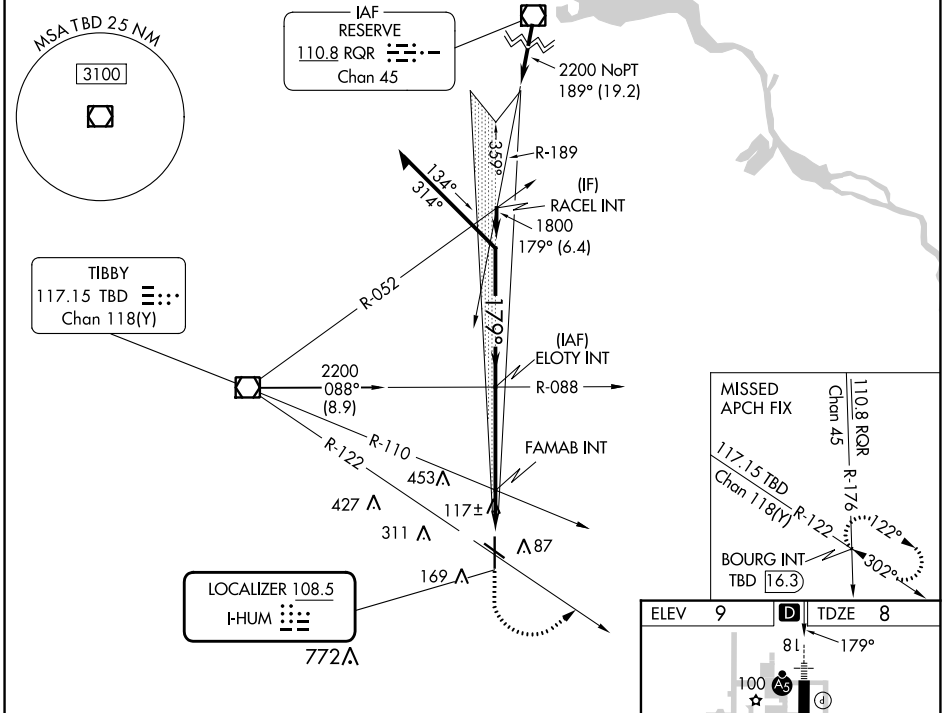 MSA TBD 25 NM
3100
IAF
RESERVE
110.8 RQR
Chan 45
2200 NoPT
189° (19.2)
359°
R-189
134°
314°
(IF)
RACEL INT
1800
179° (6.4)
TIBBY
117.15 TBD
Chan 118(Y)
R-052
179°
(IAF)
ELOTY INT
2200
088°
(8.9)
R-088
R-110
R-122
FAMAB INT
453
427
117±
311
87
169
LOCALIZER 108.5
I-HUM
772
MISSED
APCH FIX
110.8 RQR
Chan 45
R-176
117.15 TBD
Chan 118(Y)
R-122
122°
302°
BOURG INT
TBD 16.3
ELEV 9
D
TDZE 8
179°
18
100
A5
P